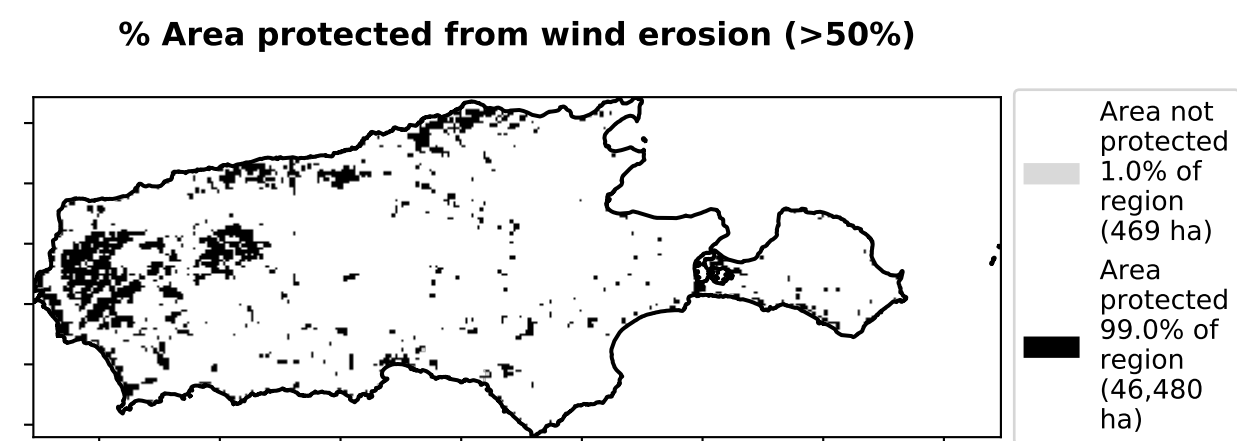 % Area protected from wind erosion (>50%)
Area not
protected
1.0% of
region
(469 ha)
Area
protected
99.0% of
region
(46,480
ha)